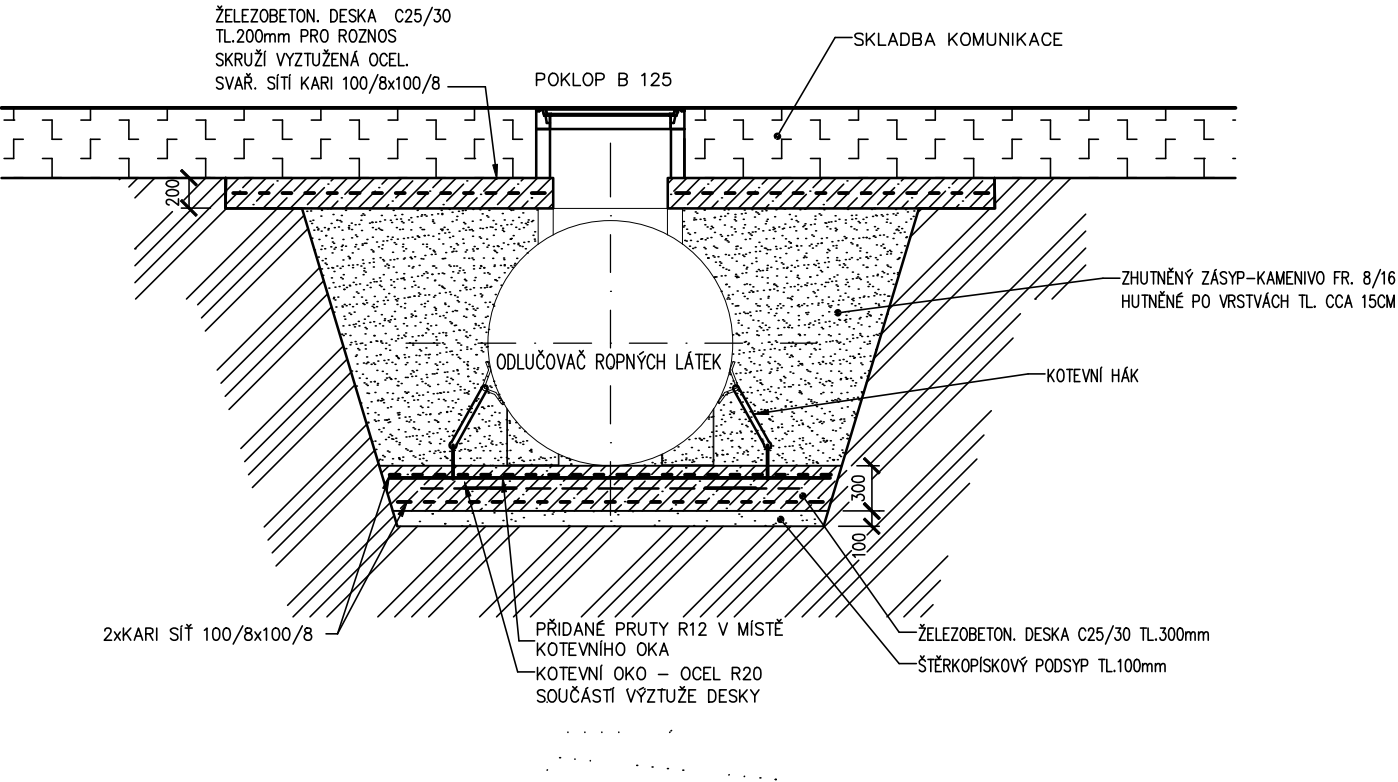 ŽELEZOBETON. DESKA C25/30
TL.200mm PRO ROZNOS
SKRUŽÍ VYZTUŽENÁ OCEL.
SVAŘ. SÍTÍ KARI 100/8x100/8
POKLOP B 125
SKLADBA KOMUNIKACE
200
ZHUTNĚNÝ ZÁSYP-KAMENIVO FR. 8/16
HUTNĚNÉ PO VRSTVÁCH TL. CCA 15CM
ODLUČOVAČ ROPNÝCH LÁTEK
KOTEVNÍ HÁK
300
100
2xKARI SÍŤ 100/8x100/8
PŘIDANÉ PRUTY R12 V MÍSTĚ
KOTEVNÍHO OKA
KOTEVNÍ OKO – OCEL R20
SOUČÁSTÍ VÝZTUŽE DESKY
ŽELEZOBETON. DESKA C25/30 TL.300mm
ŠTĚRKOPÍSKOVÝ PODSYP TL.100mm